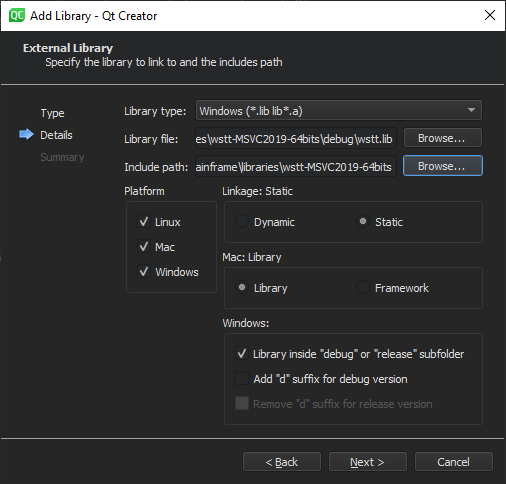 QC Add Library - Qt Creator
External Library
Specify the library to link to and the includes path
Type
Details
Summary
Library type: Windows (*.lib lib*.a)
Library file: es\wstt-MSVC2019-64bits\debug\wstt.lib Browse...
Include path: ainframe\libraries\wstt-MSVC2019-64bits Browse...
Platform
Linux
Mac
Windows
Linkage: Static
Dynamic Static
Mac: Library
Library Framework
Windows:
Library inside "debug" or "release" subfolder
Add "d" suffix for debug version
Remove "d" suffix for release version
< Back Next > Cancel